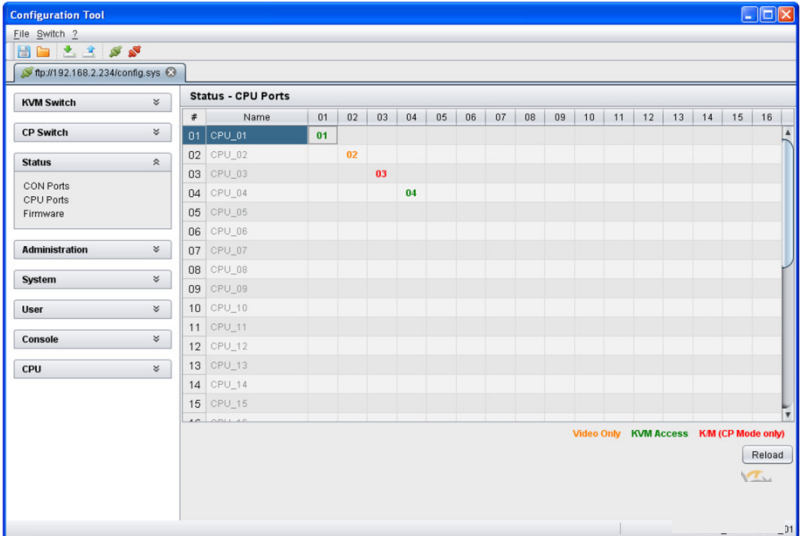 Configuration Tool
File Switch ?
ftp://192.168.2.234/config.sys
KVM Switch
CP Switch
Status
CON Ports
CPU Ports
Firmware
Administration
System
User
Console
CPU
Status - CPU Ports
# Name 01 02 03 04 05 06 07 08 09 10 11 12 13 14 15 16
01 CPU_01 01
02 CPU_02 02
03 CPU_03 03
04 CPU_04 04
05 CPU_05
06 CPU_06
07 CPU_07
08 CPU_08
09 CPU_09
10 CPU_10
11 CPU_11
12 CPU_12
13 CPU_13
14 CPU_14
15 CPU_15
Video Only KVM Access K/M (CP Mode only)
Reload